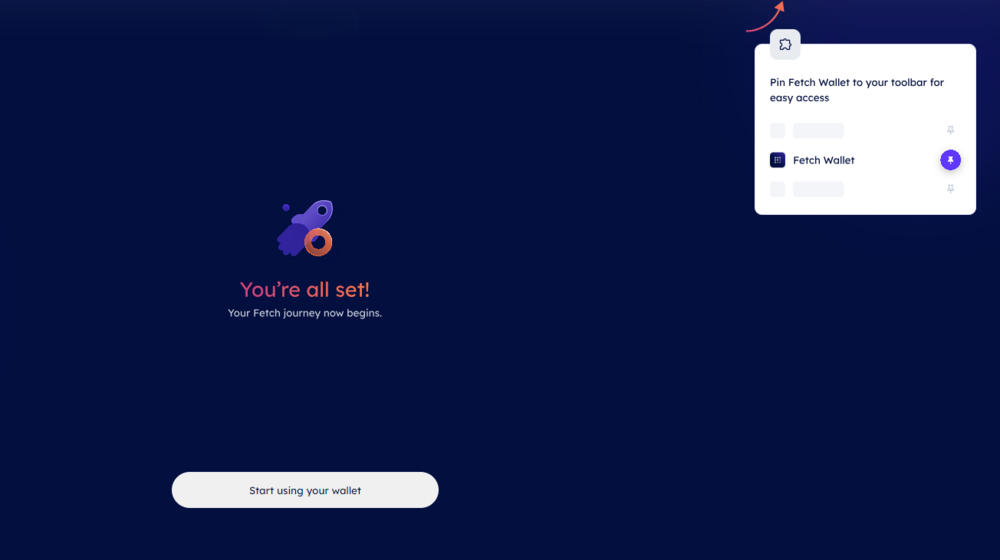 Pin Fetch Wallet to your toolbar for
easy access
Fetch Wallet
You’re all set!
Your Fetch journey now begins.
Start using your wallet